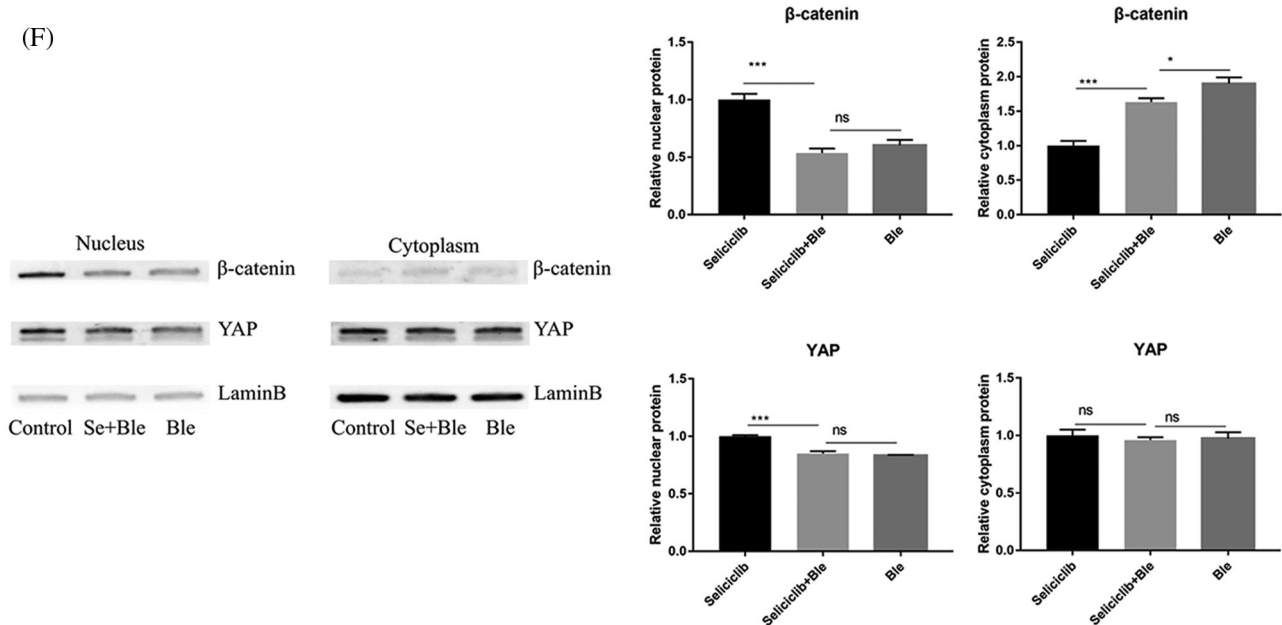 (F)
Nucleus
β-catenin
YAP
LaminB
Control Se+Ble Ble
Cytoplasm
β-catenin
YAP
LaminB
Control Se+Ble Ble
β-catenin
Relative nuclear protein
1.5
1.0
0.5
0.0
***
ns
Seliciclib
Seliciclib+Ble
Ble
β-catenin
Relative cytoplasm protein
2.5
2.0
1.5
1.0
0.5
0.0
***
*
Seliciclib
Seliciclib+Ble
Ble
YAP
Relative nuclear protein
1.5
1.0
0.5
0.0
***
ns
Seliciclib
Seliciclib+Ble
Ble
YAP
Relative cytoplasm protein
1.5
1.0
0.5
0.0
ns
ns
Seliciclib
Seliciclib+Ble
Ble